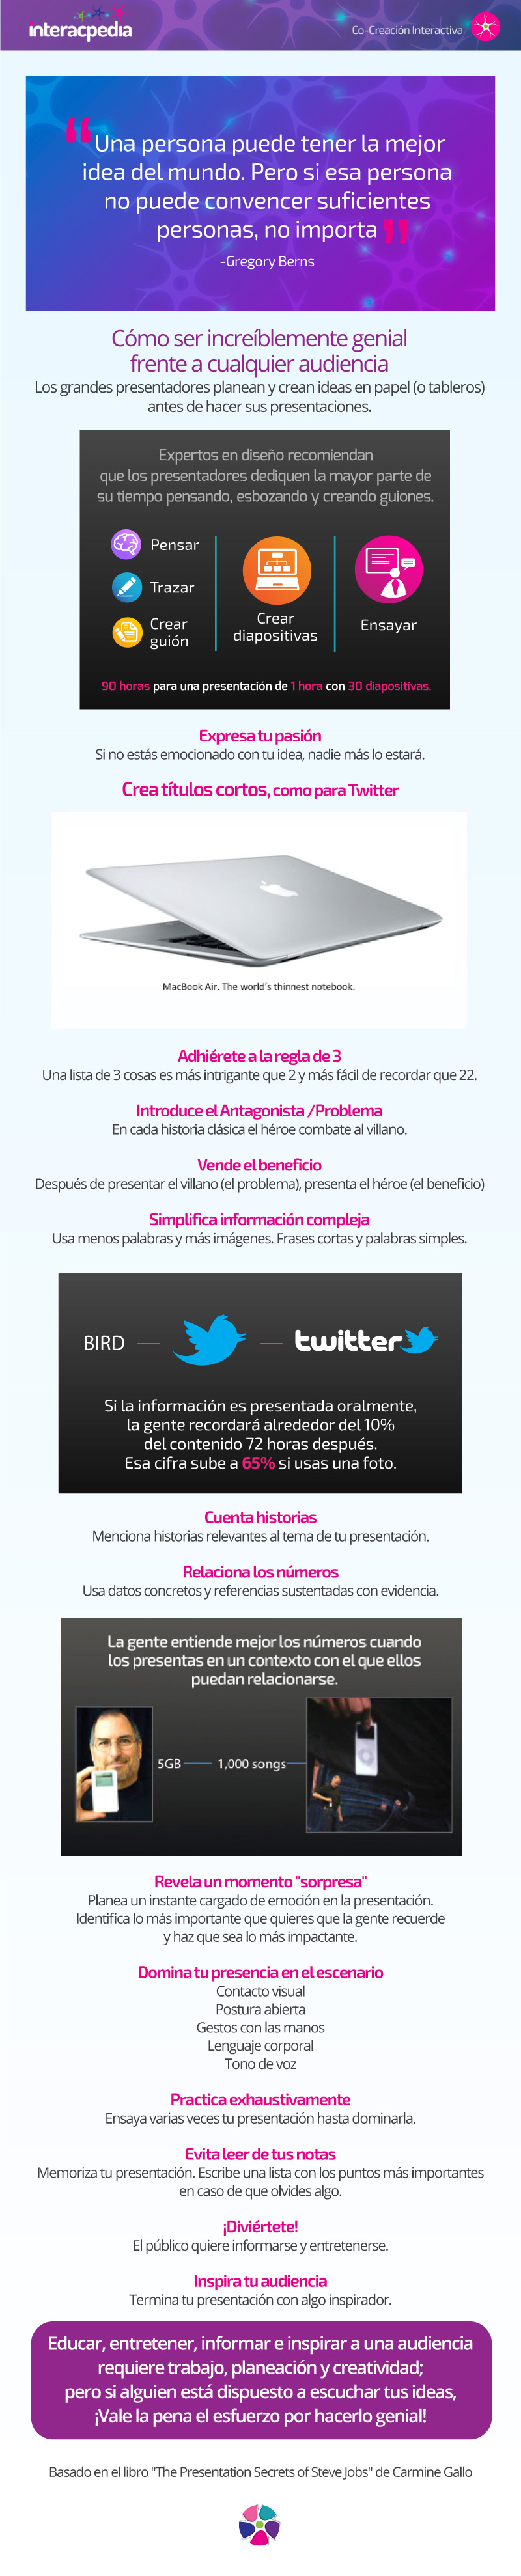 interacpedia
Co-Creación Interactiva
“Una persona puede tener la mejor
idea del mundo. Pero si esa persona
no puede convencer suficientes
personas, no importa”
-Gregory Berns
Cómo ser increíblemente genial
frente a cualquier audiencia
Los grandes presentadores planean y crean ideas en papel (o tableros)
antes de hacer sus presentaciones.
Expertos en diseño recomiendan
que los presentadores dediquen la mayor parte de
su tiempo pensando, esbozando y creando guiones.
Pensar
Trazar
Crear
guión
Crear
diapositivas
Ensayar
90 horas para una presentación de 1 hora con 30 diapositivas.
Expresa tu pasión
Si no estás emocionado con tu idea, nadie más lo estará.
Crea títulos cortos, como para Twitter
MacBook Air. The world's thinnest notebook.
Adhiérete a la regla de 3
Una lista de 3 cosas es más intrigante que 2 y más fácil de recordar que 22.
Introduce el Antagonista /Problema
En cada historia clásica el héroe combate al villano.
Vende el beneficio
Después de presentar el villano (el problema), presenta el héroe (el beneficio)
Simplifica información compleja
Usa menos palabras y más imágenes. Frases cortas y palabras simples.
BIRD
twitter
Si la información es presentada oralmente,
la gente recordará alrededor del 10%
del contenido 72 horas después.
Esa cifra sube a 65% si usas una foto.
Cuenta historias
Menciona historias relevantes al tema de tu presentación.
Relaciona los números
Usa datos concretos y referencias sustentadas con evidencia.
La gente entiende mejor los números cuando
los presentas en un contexto con el que ellos
puedan relacionarse.
5GB
1,000 songs
Revela un momento "sorpresa"
Planea un instante cargado de emoción en la presentación.
Identifica lo más importante que quieres que la gente recuerde
y haz que sea lo más impactante.
Domina tu presencia en el escenario
Contacto visual
Postura abierta
Gestos con las manos
Lenguaje corporal
Tono de voz
Practica exhaustivamente
Ensaya varias veces tu presentación hasta dominarla.
Evita leer de tus notas
Memoriza tu presentación. Escribe una lista con los puntos más importantes
en caso de que olvides algo.
¡Diviértete!
El público quiere informarse y entretenerse.
Inspira tu audiencia
Termina tu presentación con algo inspirador.
Educar, entretener, informar e inspirar a una audiencia
requiere trabajo, planeación y creatividad;
pero si alguien está dispuesto a escuchar tus ideas,
¡Vale la pena el esfuerzo por hacerlo genial!
Basado en el libro "The Presentation Secrets of Steve Jobs" de Carmine Gallo